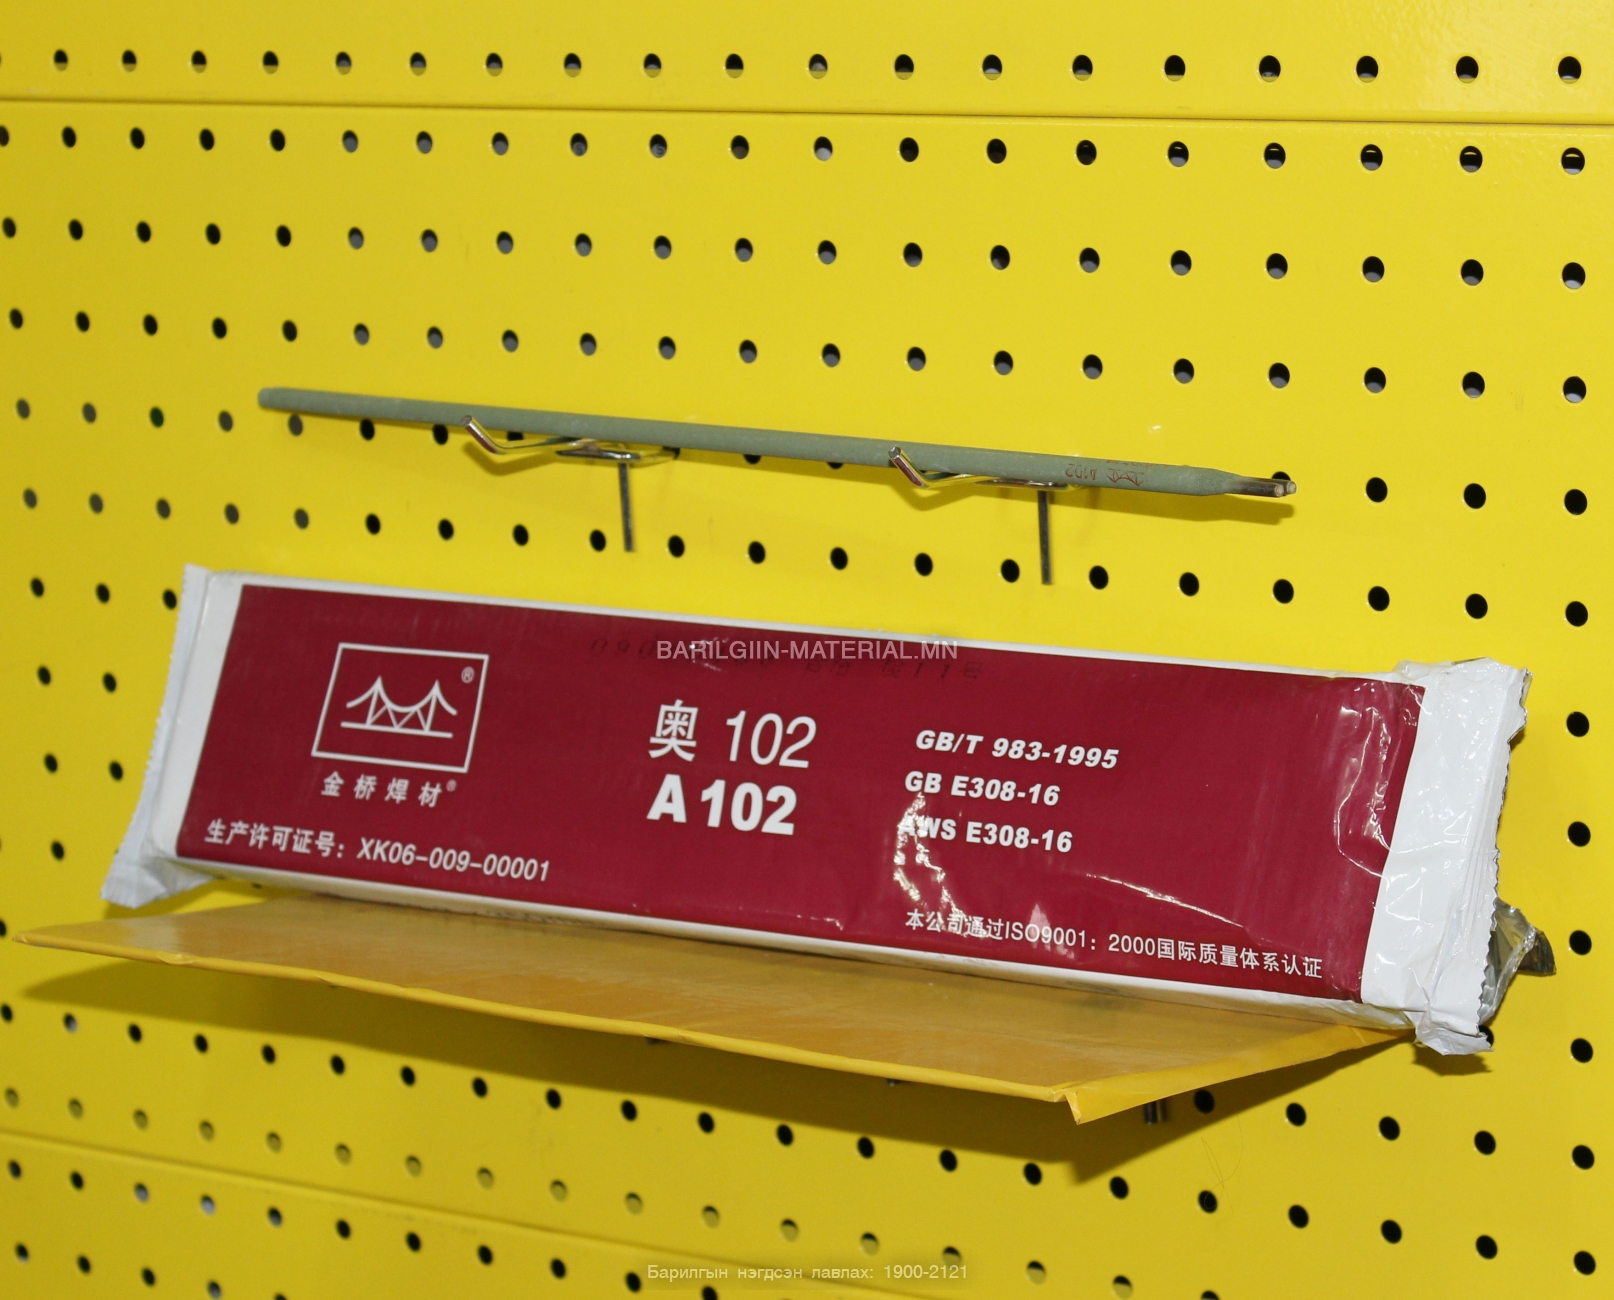 A102
BARILGIIN-MATERIAL.MN
®
金桥焊材®
生产许可证号：XK06-009-00001
奥 102
A102
GB/T 983-1995
GB E308-16
AWS E308-16
本公司通过ISO9001：2000国际质量体系认证
Барилгын нэгдсэн лавлах: 1900-2121